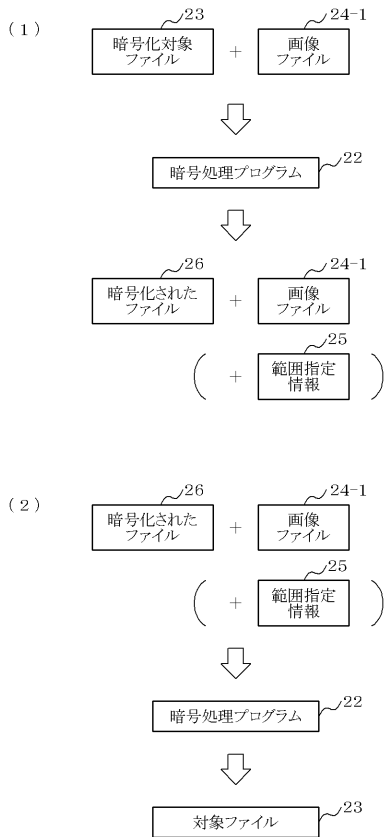 (1)
23
24-1
暗号化対象
ファイル
+
画像
ファイル
22
暗号処理プログラム
26
24-1
暗号化された
ファイル
+
画像
ファイル
25
( + 範囲指定
情報 )
(2)
26
24-1
暗号化された
ファイル
+
画像
ファイル
25
( + 範囲指定
情報 )
22
暗号処理プログラム
23
対象ファイル